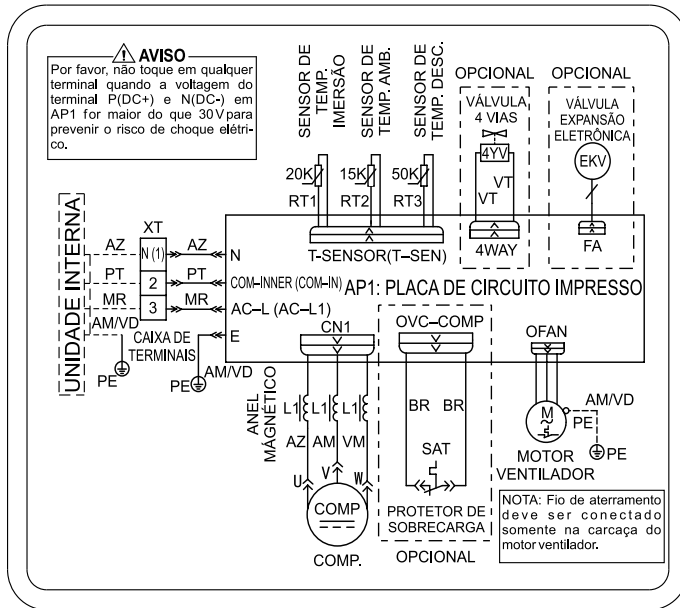 AVISO
Por favor, não toque em qualquer
terminal quando a voltagem do
terminal P(DC+) e N(DC-) em
AP1 for maior do que 30V para
prevenir o risco de choque elétri-
co.
SENSOR DE
TEMP.
IMERSÃO
SENSOR DE
TEMP. AMB.
SENSOR DE
TEMP. DESC.
OPCIONAL
VÁLVULA
4 VIAS
4YV
VT
VT
4WAY
OPCIONAL
VÁLVULA
EXPANSÃO
ELETRÔNICA
EKV
FA
20K
15K
50K
RT1
RT2
RT3
T-SENSOR(T–SEN)
UNIDADE INTERNA
XT
AZ
N (1)
AZ
N
PT
2
PT
COM-INNER (COM-IN)
AP1: PLACA DE CIRCUITO IMPRESSO
MR
3
MR
AC–L (AC–L1)
AM/VD
CAIXA DE
TERMINAIS
E
PE
PE
AM/VD
CN1
OVC–COMP
OFAN
ANEL
MÁGNÉTICO
L1
L1
L1
AZ
AM
VM
U
V
W
COMP
COMP.
BR
BR
SAT
PROTETOR DE
SOBRECARGA
OPCIONAL
M
AM/VD
PE
PE
MOTOR
VENTILADOR
NOTA: Fio de aterramento
deve ser conectado
somente na carcaça do
motor ventilador.